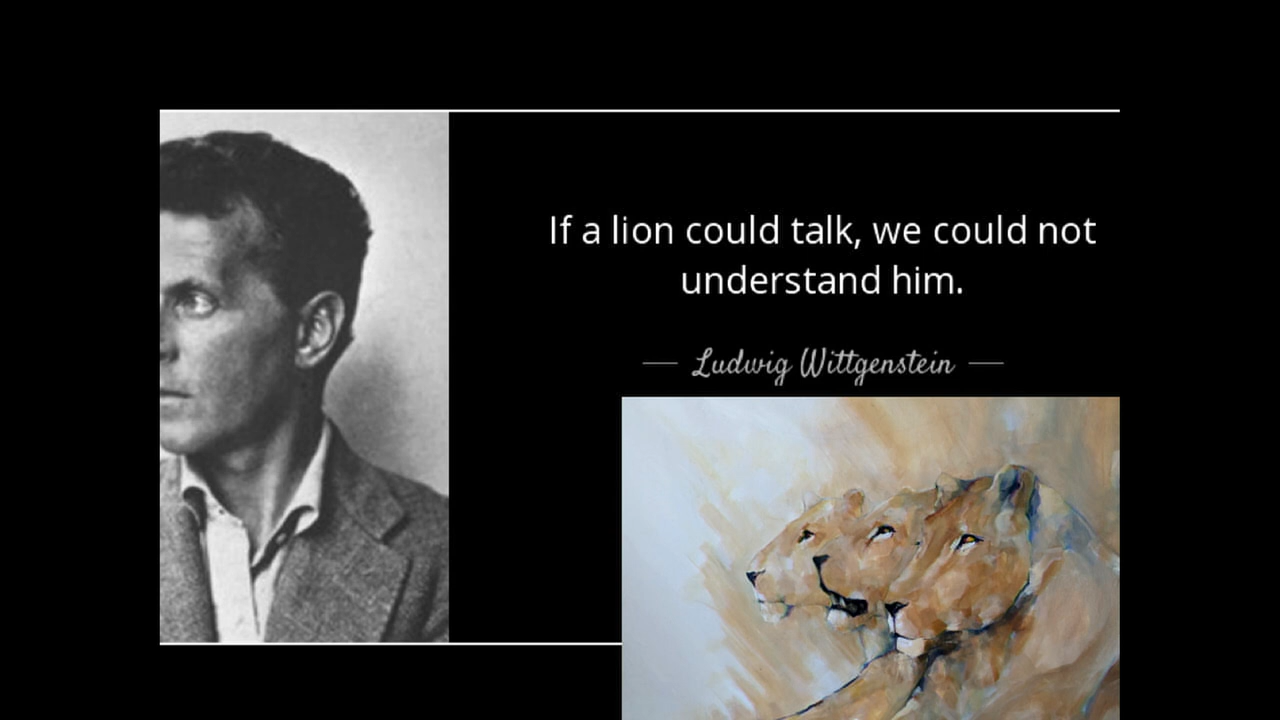 If a lion could talk, we could not
understand him.
Ludwig Wittgenstein